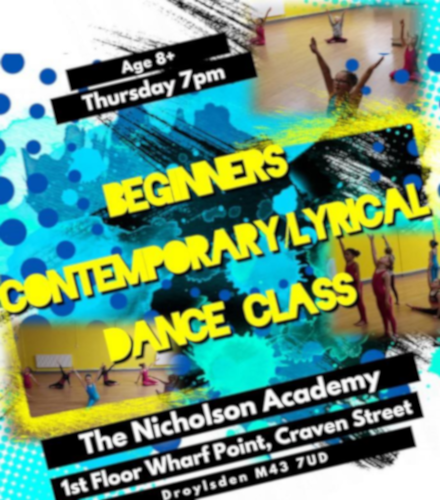 Age 8+
Thursday 7pm
BEGINNERS
CONTEMPORARY/LYRICAL
DANCE CLASS
The Nicholson Academy
1st Floor Wharf Point, Craven Street
Droylsden M43 7UD